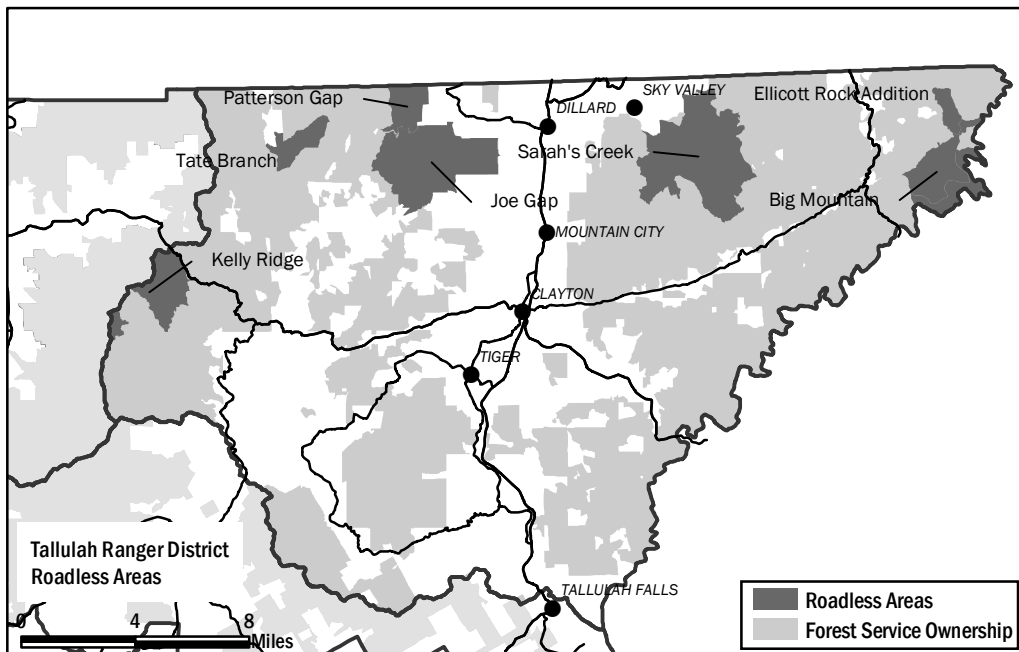 SKY VALLEY
Patterson Gap
Ellicott Rock Addition
DILLARD
Tate Branch
Sarah's Creek
Joe Gap
Big Mountain
MOUNTAIN CITY
Kelly Ridge
CLAYTON
TIGER
Tallulah Ranger District
Roadless Areas
TALLULAH FALLS
0 4 8
Miles
Roadless Areas
Forest Service Ownership